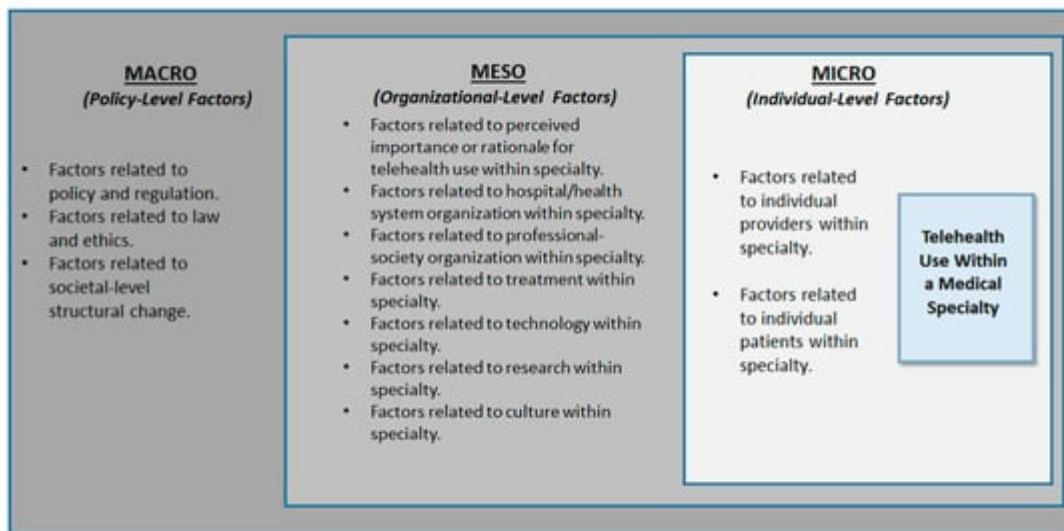 MACRO
(Policy-Level Factors)
• Factors related to
policy and regulation.
• Factors related to law
and ethics.
• Factors related to
societal-level
structural change.
MESO
(Organizational-Level Factors)
• Factors related to perceived
importance or rationale for
telehealth use within specialty.
• Factors related to hospital/health
system organization within specialty.
• Factors related to professional-
society organization within specialty.
• Factors related to treatment within
specialty.
• Factors related to technology within
specialty.
• Factors related to research within
specialty.
• Factors related to culture within
specialty.
MICRO
(Individual-Level Factors)
• Factors related
to individual
providers within
specialty.
• Factors related
to individual
patients within
specialty.
Telehealth
Use Within
a Medical
Specialty